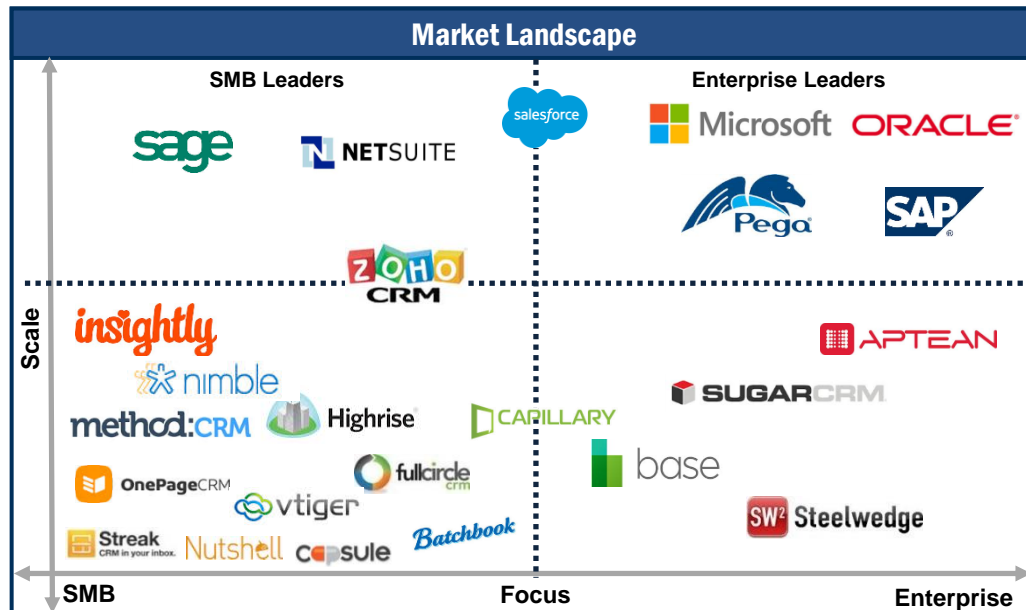 Market Landscape
SMB Leaders
Enterprise Leaders
salesforce
Microsoft
ORACLE®
sage
NETSUITE
Pega®
SAP®
ZOHO
CRM
Scale
insightly
APTEAN
nimble
SUGARCRM
method:CRM
Highrise®
CAPILLARY
base
OnePageCRM
fullcircle
crm
vtiger
SW2 Steelwedge
Streak
CRM in your inbox.
Nutshell
capsule
Batchbook
SMB
Focus
Enterprise